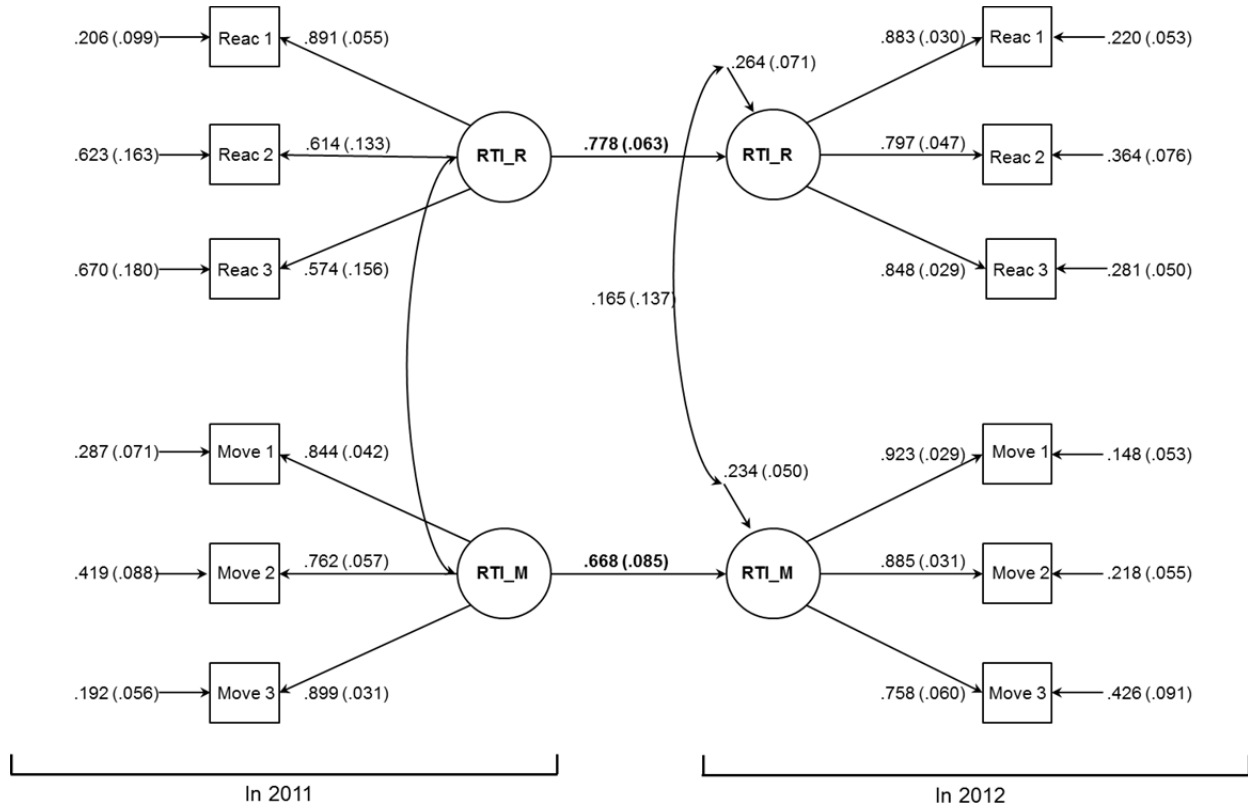 .206 (.099)
Reac 1
.891 (.055)
.623 (.163)
Reac 2
.614 (.133)
.670 (.180)
Reac 3
.574 (.156)
RTI_R
.778 (.063)
.264 (.071)
RTI_R
.883 (.030)
Reac 1
.220 (.053)
.797 (.047)
Reac 2
.364 (.076)
.848 (.029)
Reac 3
.281 (.050)
.165 (.137)
.287 (.071)
Move 1
.844 (.042)
.419 (.088)
Move 2
.762 (.057)
.192 (.056)
Move 3
.899 (.031)
RTI_M
.668 (.085)
.234 (.050)
RTI_M
.923 (.029)
Move 1
.148 (.053)
.885 (.031)
Move 2
.218 (.055)
.758 (.060)
Move 3
.426 (.091)
In 2011
In 2012